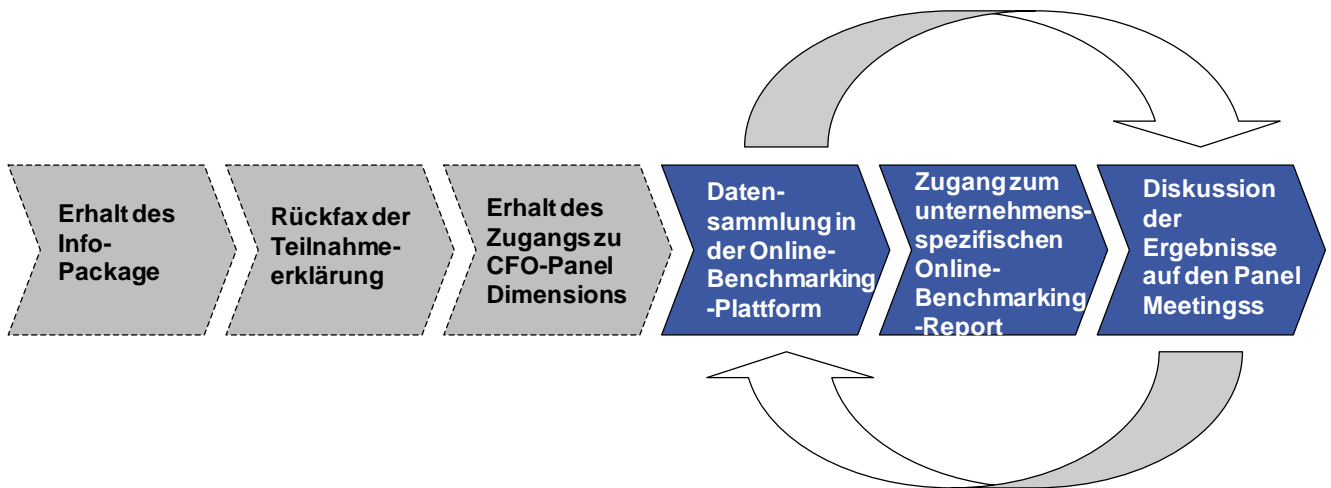 Erhalt des
Info-
Package
Rückfax der
Teilnahme-
erklärung
Erhalt des
Zugangs zu
CFO-Panel
Dimensions
Daten-
sammlung in
der Online-
Benchmarking
-Plattform
Zugang zum
unternehmens-
spezifischen
Online-
Benchmarking
-Report
Diskussion
der
Ergebnisse
auf den Panel
Meetingss